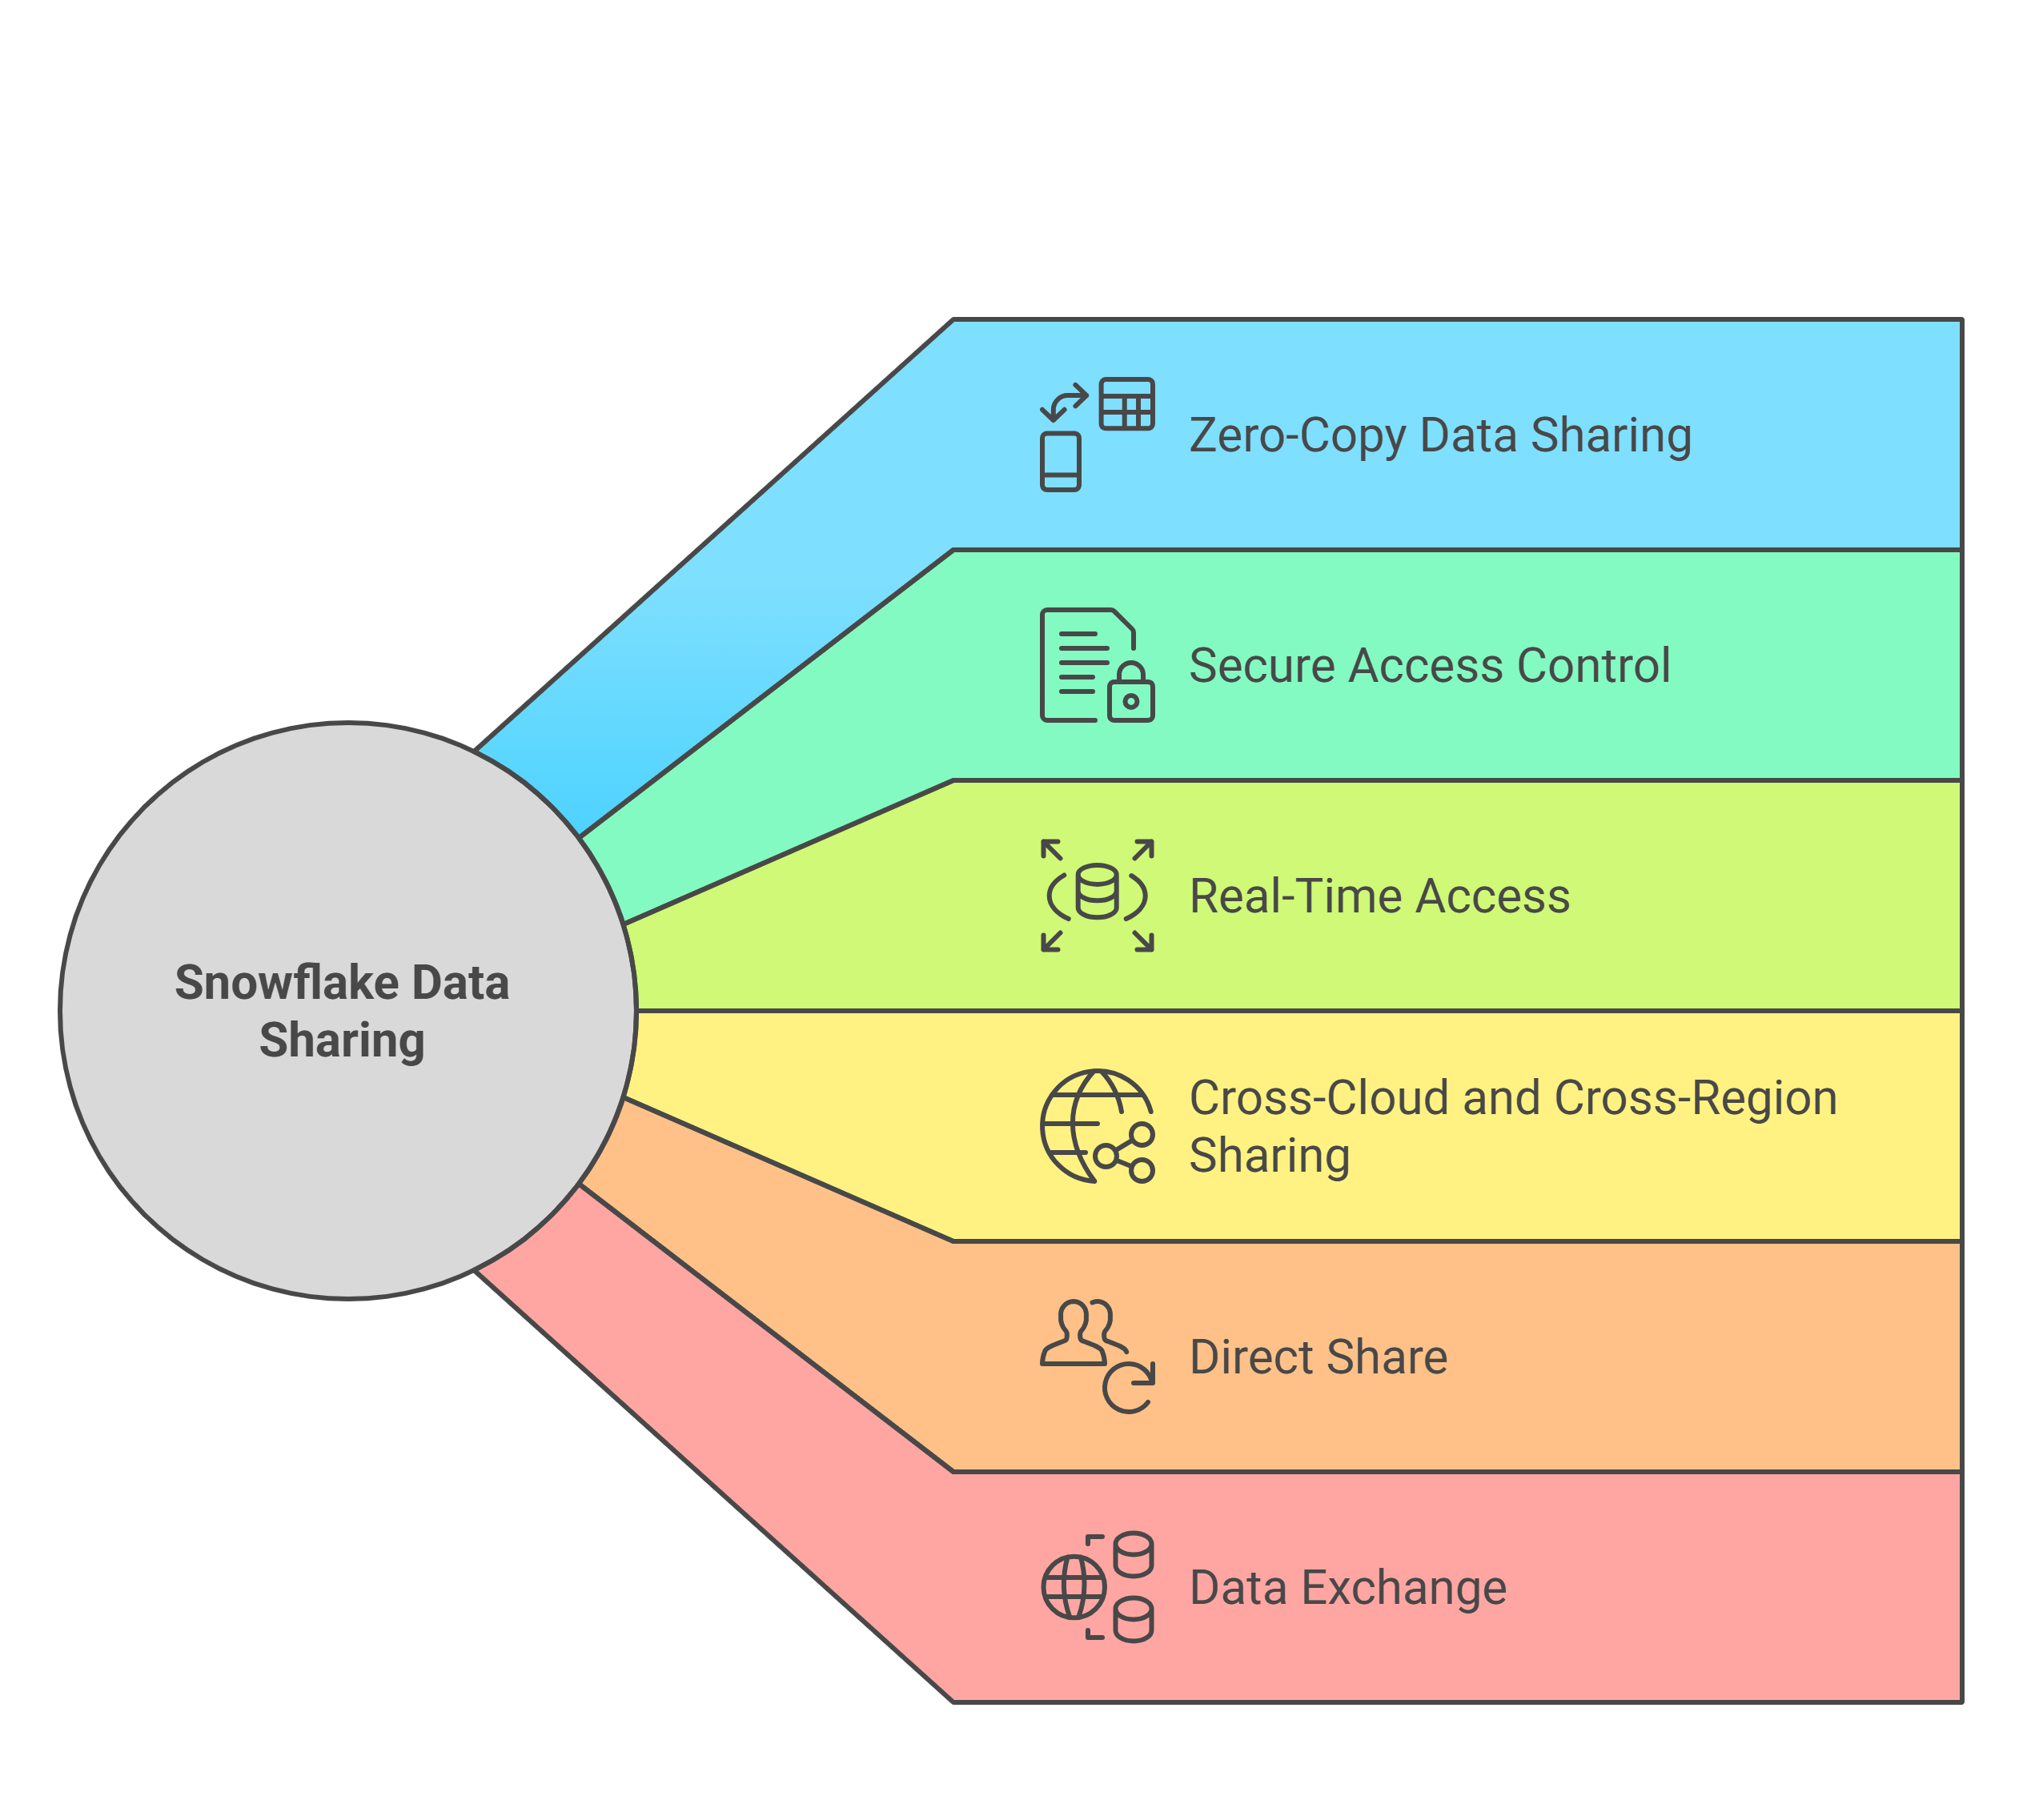 Snowflake Data
Sharing
Zero-Copy Data Sharing
Secure Access Control
Real-Time Access
Cross-Cloud and Cross-Region
Sharing
Direct Share
Data Exchange